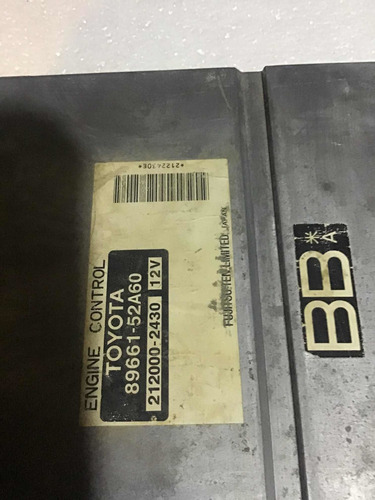 ENGINE CONTROL
TOYOTA
89661-52A60
212000-2430 12V
FUJITSU TEN LIMITED JAPAN
BB*A